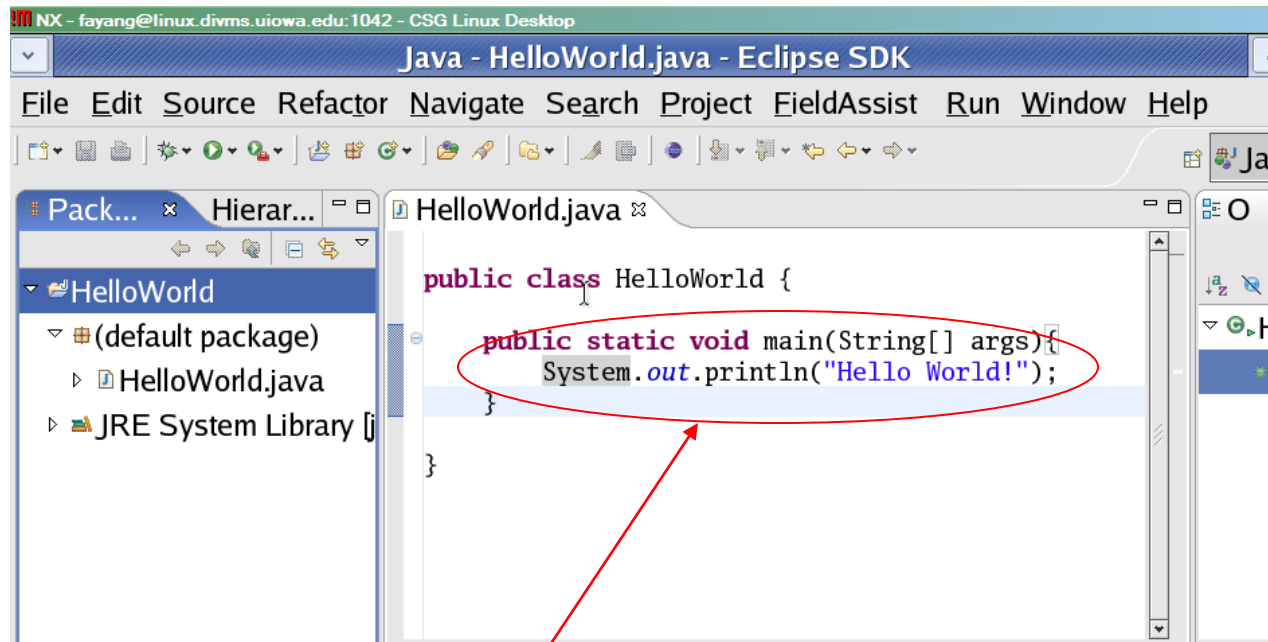 NX - fayang@linux.divms.uiowa.edu:1042 - CSG Linux Desktop
Java - HelloWorld.java - Eclipse SDK
File Edit Source Refactor Navigate Search Project FieldAssist Run Window Help
Ja
Pack... Hierar...
HelloWorld.java
O
HelloWorld
(default package)
HelloWorld.java
JRE System Library [j
public class HelloWorld {
public static void main(String[] args){
System.out.println("Hello World!");
}
}
H